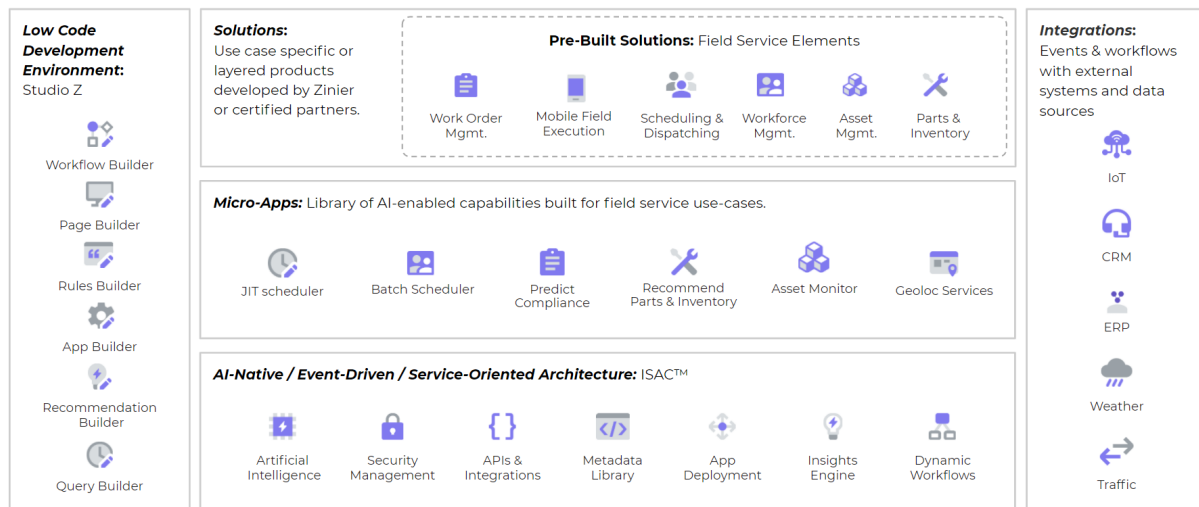 Low Code
Development
Environment:
Studio Z
Workflow Builder
Page Builder
Rules Builder
App Builder
Recommendation
Builder
Query Builder
Solutions:
Use case specific or
layered products
developed by Zinier
or certified partners.
Pre-Built Solutions: Field Service Elements
Work Order
Mgmt.
Mobile Field
Execution
Scheduling &
Dispatching
Workforce
Mgmt.
Asset
Mgmt.
Parts &
Inventory
Micro-Apps: Library of AI-enabled capabilities built for field service use-cases.
JIT scheduler
Batch Scheduler
Predict
Compliance
Recommend
Parts & Inventory
Asset Monitor
Geoloc Services
AI-Native / Event-Driven / Service-Oriented Architecture: ISAC™
Artificial
Intelligence
Security
Management
APIs &
Integrations
Metadata
Library
App
Deployment
Insights
Engine
Dynamic
Workflows
Integrations:
Events & workflows
with external
systems and data
sources
IoT
CRM
ERP
Weather
Traffic